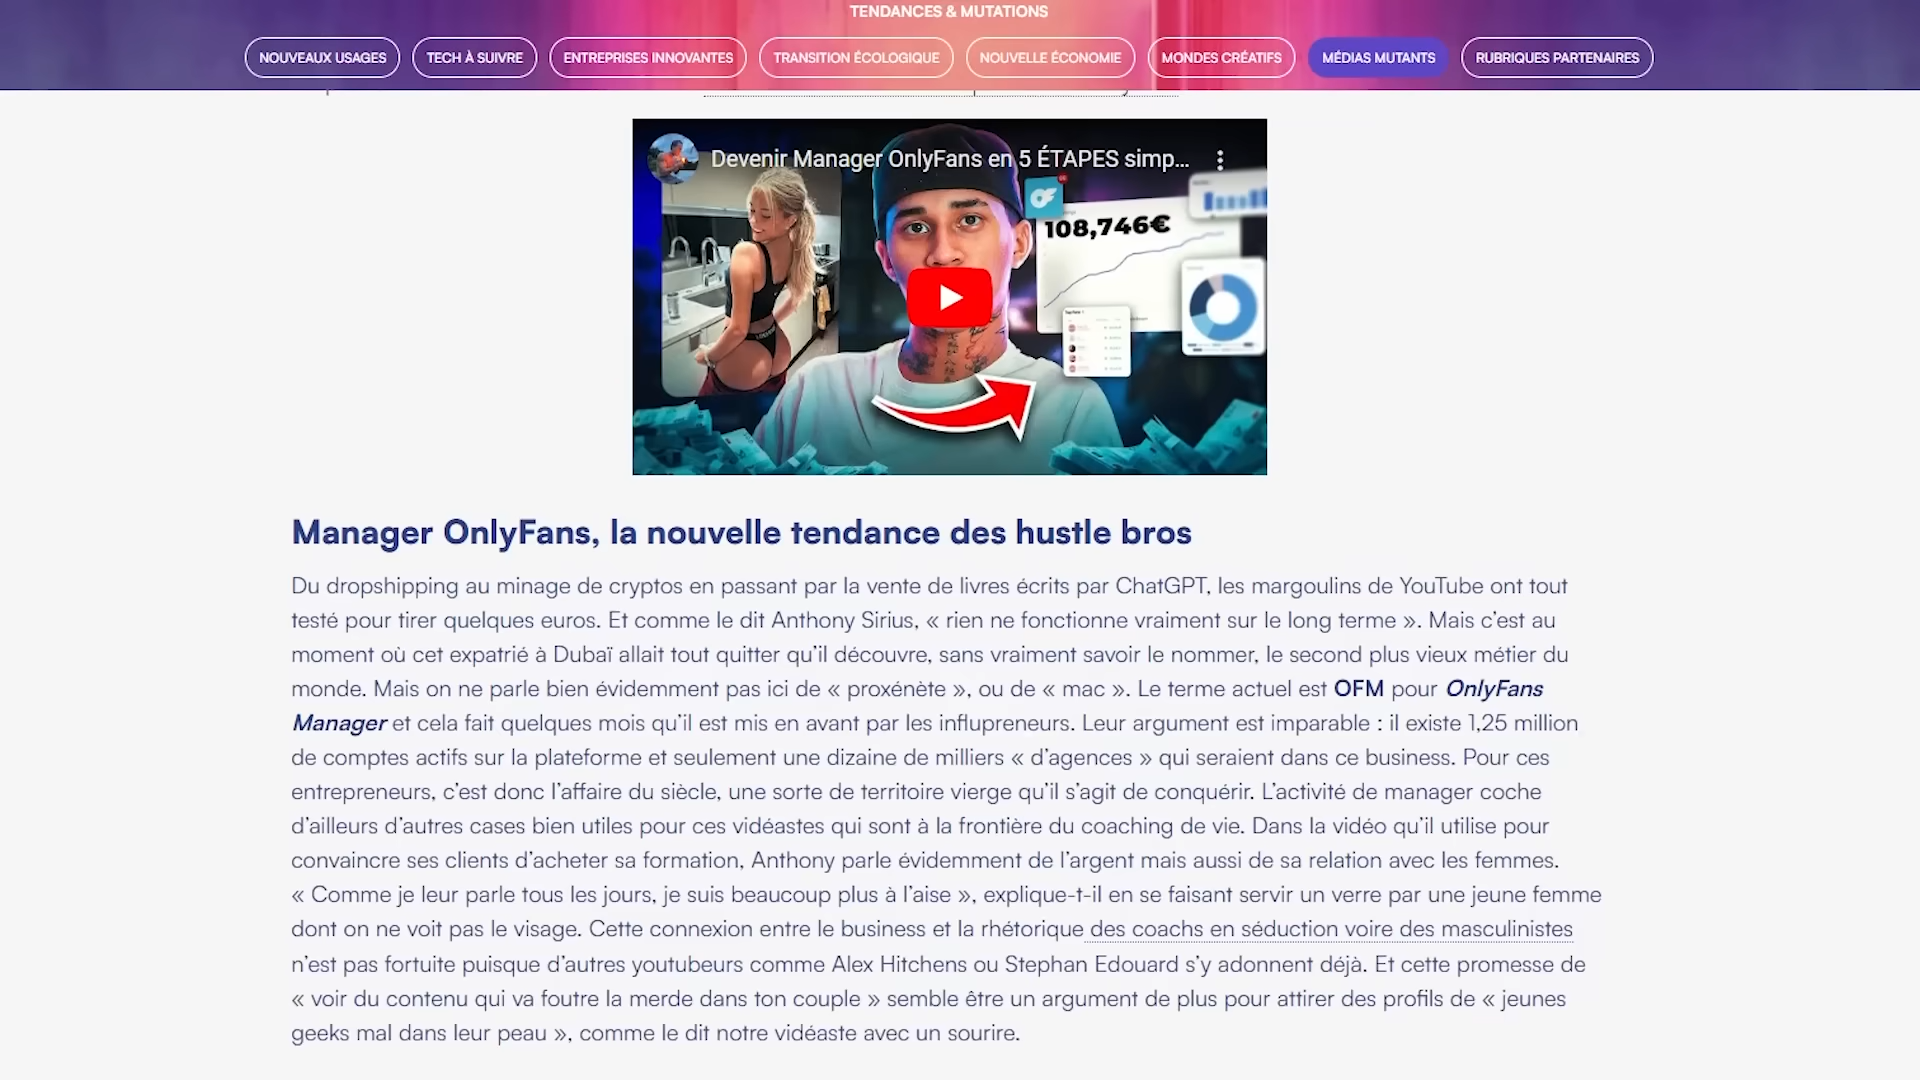 TENDANCES & MUTATIONS
NOUVEAUX USAGES
TECH À SUIVRE
ENTREPRISES INNOVANTES
TRANSITION ÉCOLOGIQUE
NOUVELLE ÉCONOMIE
MONDES CRÉATIFS
MÉDIAS MUTANTS
RUBRIQUES PARTENAIRES
Devenir Manager OnlyFans en 5 ÉTAPES simp...
108,746€
Manager OnlyFans, la nouvelle tendance des hustle bros
Du dropshipping au minage de cryptos en passant par la vente de livres écrits par ChatGPT, les margoulins de YouTube ont tout
testé pour tirer quelques euros. Et comme le dit Anthony Sirius, « rien ne fonctionne vraiment sur le long terme ». Mais c’est au
moment où cet expatrié à Dubaï allait tout quitter qu’il découvre, sans vraiment savoir le nommer, le second plus vieux métier du
monde. Mais on ne parle bien évidemment pas ici de « proxénète », ou de « mac ». Le terme actuel est OFM pour OnlyFans
Manager et cela fait quelques mois qu’il est mis en avant par les influpreneurs. Leur argument est imparable : il existe 1,25 million
de comptes actifs sur la plateforme et seulement une dizaine de milliers « d’agences » qui seraient dans ce business. Pour ces
entrepreneurs, c’est donc l’affaire du siècle, une sorte de territoire vierge qu’il s’agit de conquérir. L’activité de manager coche
d’ailleurs d’autres cases bien utiles pour ces vidéastes qui sont à la frontière du coaching de vie. Dans la vidéo qu’il utilise pour
convaincre ses clients d’acheter sa formation, Anthony parle évidemment de l’argent mais aussi de sa relation avec les femmes.
« Comme je leur parle tous les jours, je suis beaucoup plus à l’aise », explique-t-il en se faisant servir un verre par une jeune femme
dont on ne voit pas le visage. Cette connexion entre le business et la rhétorique des coachs en séduction voire des masculinistes
n’est pas fortuite puisque d’autres youtubeurs comme Alex Hitchens ou Stephan Edouard s’y adonnent déjà. Et cette promesse de
« voir du contenu qui va foutre la merde dans ton couple » semble être un argument de plus pour attirer des profils de « jeunes
geeks mal dans leur peau », comme le dit notre vidéaste avec un sourire.